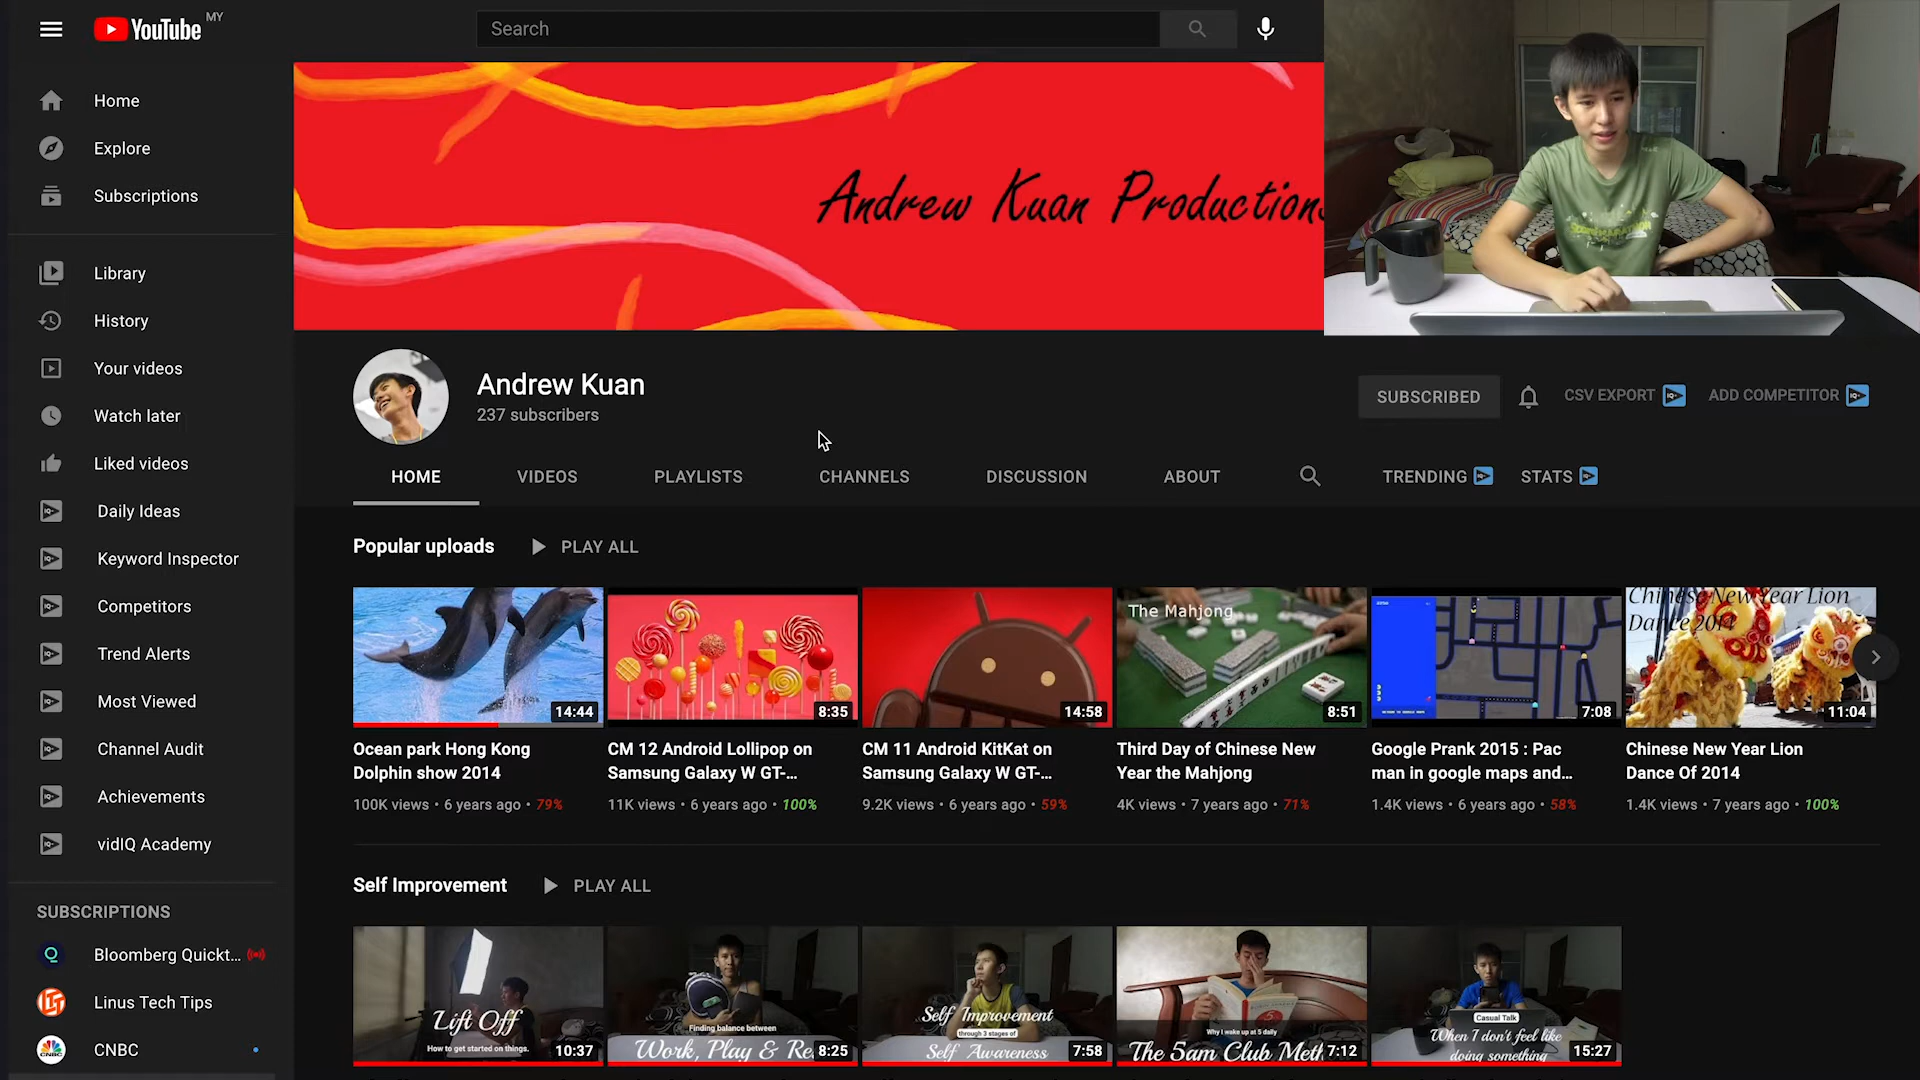 YouTube MY
Search
Home
Explore
Subscriptions
Library
History
Your videos
Watch later
Liked videos
Daily Ideas
Keyword Inspector
Competitors
Trend Alerts
Most Viewed
Channel Audit
Achievements
vidIQ Academy
SUBSCRIPTIONS
Bloomberg Quickt...
Linus Tech Tips
CNBC
Andrew Kuan Productions
Andrew Kuan
237 subscribers
SUBSCRIBED
CSV EXPORT
ADD COMPETITOR
HOME
VIDEOS
PLAYLISTS
CHANNELS
DISCUSSION
ABOUT
TRENDING
STATS
Popular uploads
PLAY ALL
14:44
8:35
14:58
The Mahjong
8:51
7:08
Chinese New Year Lion
Dance 2014
11:04
Ocean park Hong Kong
Dolphin show 2014
100K views • 6 years ago • 79%
CM 12 Android Lollipop on
Samsung Galaxy W GT-...
11K views • 6 years ago • 100%
CM 11 Android KitKat on
Samsung Galaxy W GT-...
9.2K views • 6 years ago • 59%
Third Day of Chinese New
Year the Mahjong
4K views • 7 years ago • 71%
Google Prank 2015 : Pac
man in google maps and...
1.4K views • 6 years ago • 58%
Chinese New Year Lion
Dance Of 2014
1.4K views • 7 years ago • 100%
Self Improvement
PLAY ALL
Lift Off
How to get started on things.
10:37
Finding balance between
Work, Play & Re
8:25
Self Improvement
through 3 stages of
Self Awareness
7:58
Why I wake up at 5 daily
The 5am Club Meth
7:12
Casual Talk
When I don't feel like
doing something
15:27